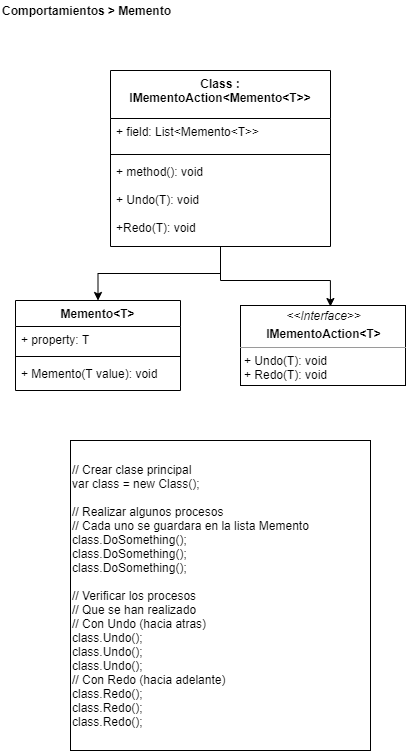 Comportamientos > Memento
Class :
IMementoAction<Memento<T>>
+ field: List<Memento<T>>
+ method(): void
+ Undo(T): void
+Redo(T): void
Memento<T>
+ property: T
+ Memento(T value): void
<<Interface>>
IMementoAction<T>
+ Undo(T): void
+ Redo(T): void
// Crear clase principal
var class = new Class();
// Realizar algunos procesos
// Cada uno se guardara en la lista Memento
class.DoSomething();
class.DoSomething();
class.DoSomething();
// Verificar los procesos
// Que se han realizado
// Con Undo (hacia atras)
class.Undo();
class.Undo();
class.Undo();
// Con Redo (hacia adelante)
class.Redo();
class.Redo();
class.Redo();